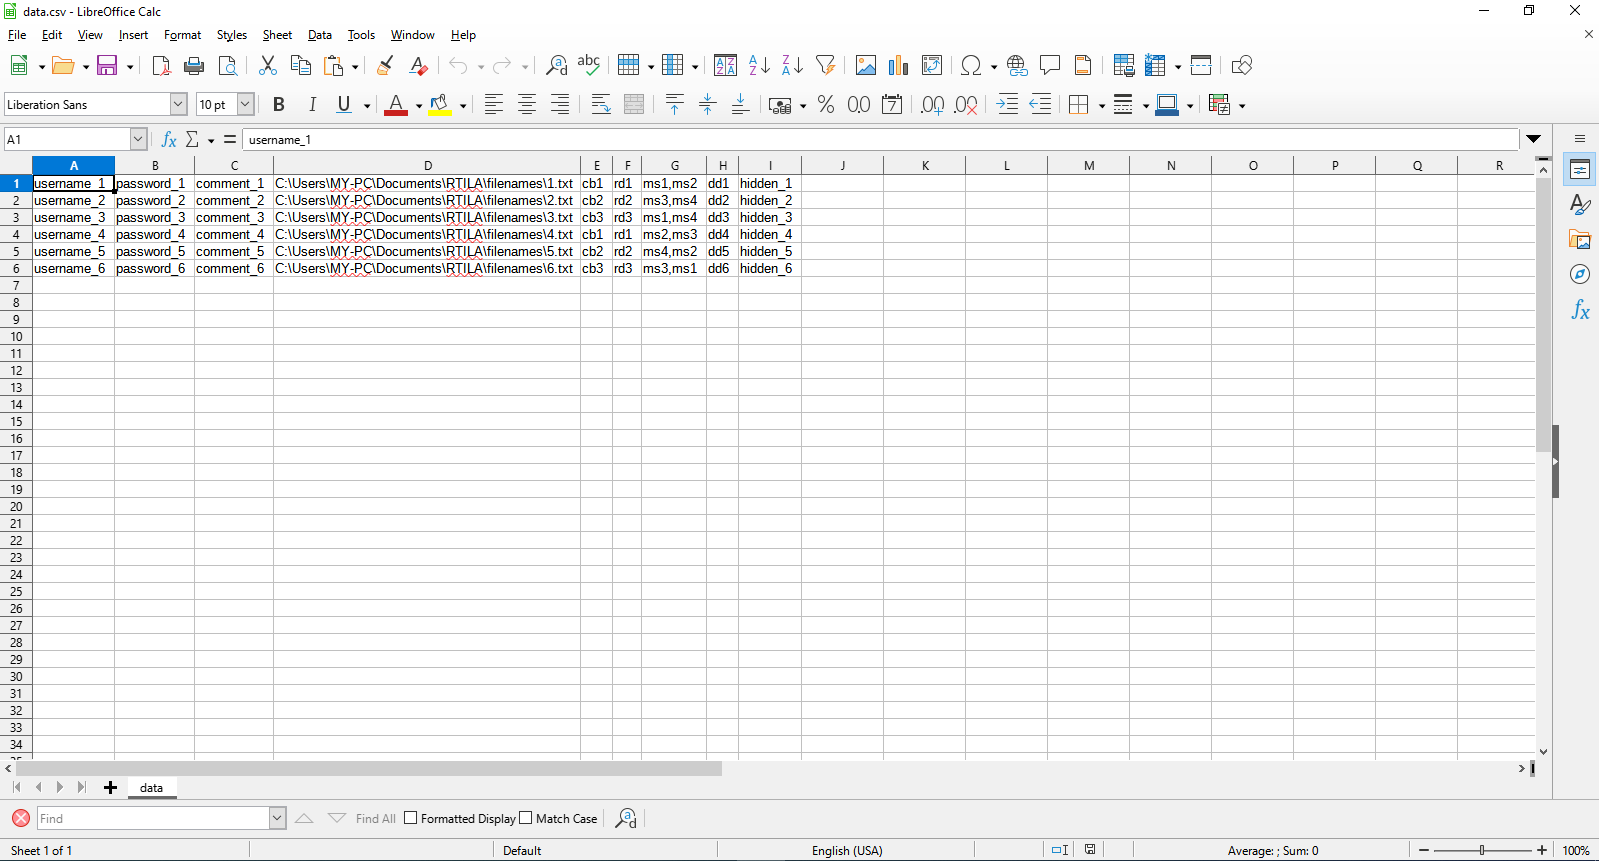 data.csv - LibreOffice Calc
File Edit View Insert Format Styles Sheet Data Tools Window Help
Liberation Sans 10 pt B I U A
A1 fx Σ = username_1
A B C D E F G H I J K L M N O P Q R
1 username_1 password_1 comment_1 C:\Users\MY-PC\Documents\RTILA\filenames\1.txt cb1 rd1 ms1,ms2 dd1 hidden_1
2 username_2 password_2 comment_2 C:\Users\MY-PC\Documents\RTILA\filenames\2.txt cb2 rd2 ms3,ms4 dd2 hidden_2
3 username_3 password_3 comment_3 C:\Users\MY-PC\Documents\RTILA\filenames\3.txt cb3 rd3 ms1,ms4 dd3 hidden_3
4 username_4 password_4 comment_4 C:\Users\MY-PC\Documents\RTILA\filenames\4.txt cb1 rd1 ms2,ms3 dd4 hidden_4
5 username_5 password_5 comment_5 C:\Users\MY-PC\Documents\RTILA\filenames\5.txt cb2 rd2 ms4,ms2 dd5 hidden_5
6 username_6 password_6 comment_6 C:\Users\MY-PC\Documents\RTILA\filenames\6.txt cb3 rd3 ms3,ms1 dd6 hidden_6
7
8
9
10
11
12
13
14
15
16
17
18
19
20
21
22
23
24
25
26
27
28
29
30
31
32
33
34
data
Find Find All Formatted Display Match Case
Sheet 1 of 1 Default English (USA) Average: ; Sum: 0 100%